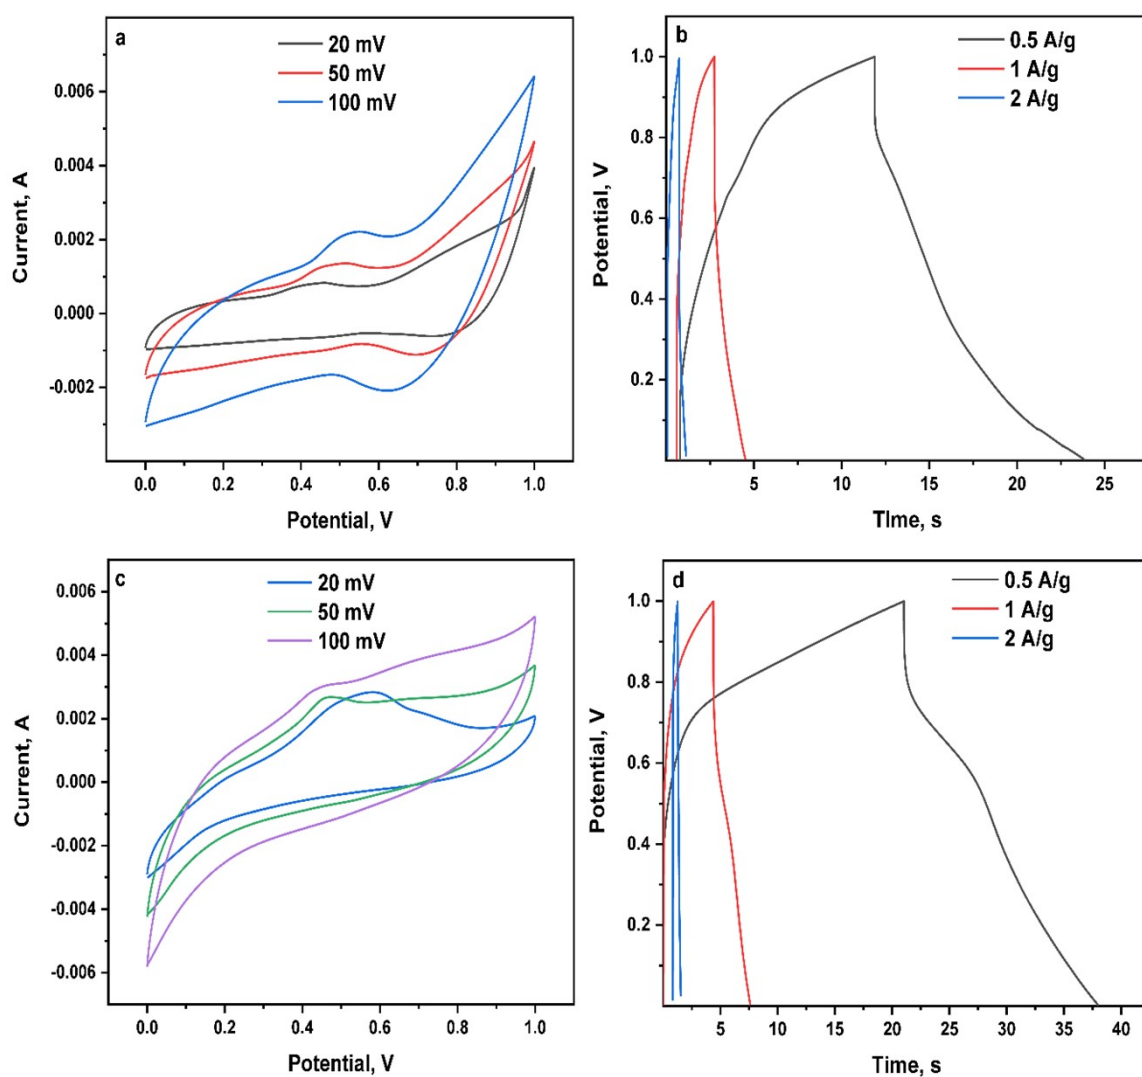 a
20 mV
50 mV
100 mV
0.006
0.004
0.002
0.000
-0.002
Current, A
0.0 0.2 0.4 0.6 0.8 1.0
Potential, V
b
0.5 A/g
1 A/g
2 A/g
1.0
0.8
0.6
0.4
0.2
Potential, V
5 10 15 20 25
TIme, s
c
20 mV
50 mV
100 mV
0.006
0.004
0.002
0.000
-0.002
-0.004
-0.006
Current, A
0.0 0.2 0.4 0.6 0.8 1.0
Potential, V
d
0.5 A/g
1 A/g
2 A/g
1.0
0.8
0.6
0.4
0.2
Potential, V
5 10 15 20 25 30 35 40
Time, s